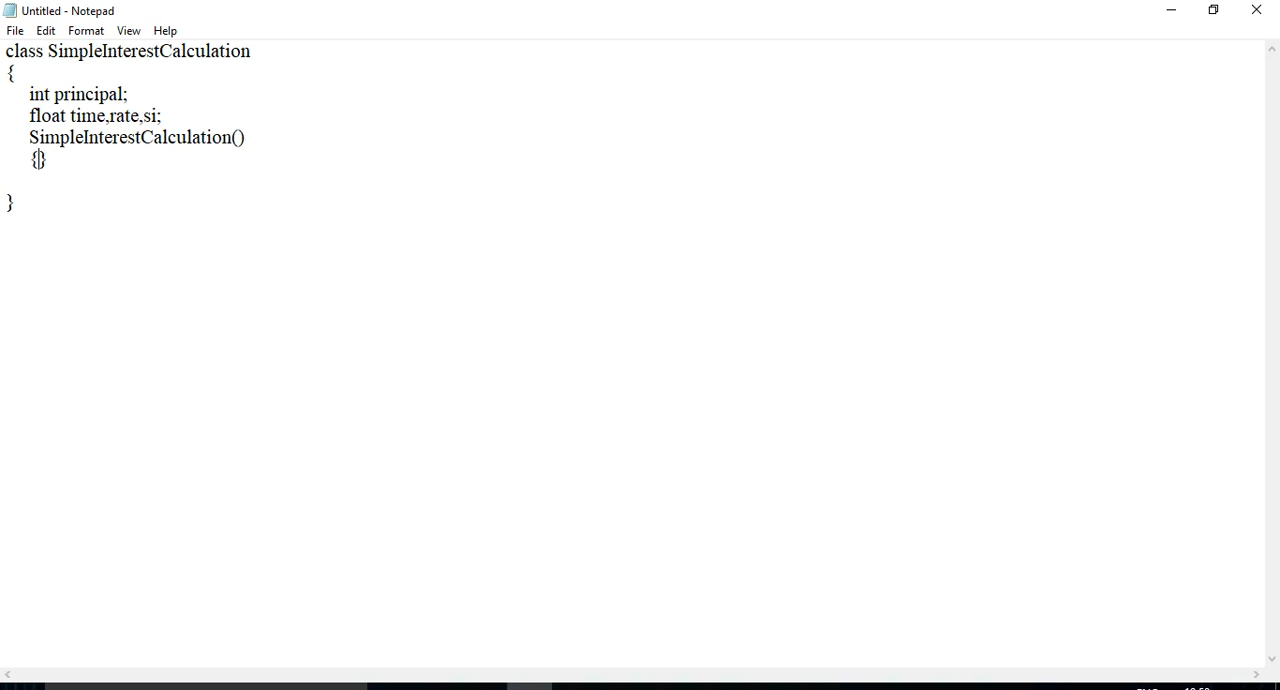 Untitled - Notepad
File Edit Format View Help
class SimpleInterestCalculation
{
int principal;
float time,rate,si;
SimpleInterestCalculation()
{}
}